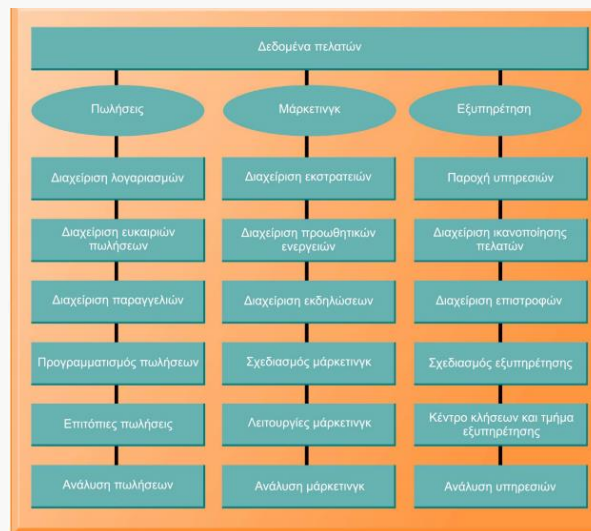 Δεδομένα πελατών
Πωλήσεις
Μάρκετινγκ
Εξυπηρέτηση
Διαχείριση λογαριασμών
Διαχείριση εκστρατειών
Παροχή υπηρεσιών
Διαχείριση ευκαιριών
πωλήσεων
Διαχείριση προωθητικών
ενεργειών
Διαχείριση ικανοποίησης
πελατών
Διαχείριση παραγγελιών
Διαχείριση εκδηλώσεων
Διαχείριση επιστροφών
Προγραμματισμός πωλήσεων
Σχεδιασμός μάρκετινγκ
Σχεδιασμός εξυπηρέτησης
Επιτόπιες πωλήσεις
Λειτουργίες μάρκετινγκ
Κέντρο κλήσεων και τμήμα
εξυπηρέτησης
Ανάλυση πωλήσεων
Ανάλυση μάρκετινγκ
Ανάλυση υπηρεσιών